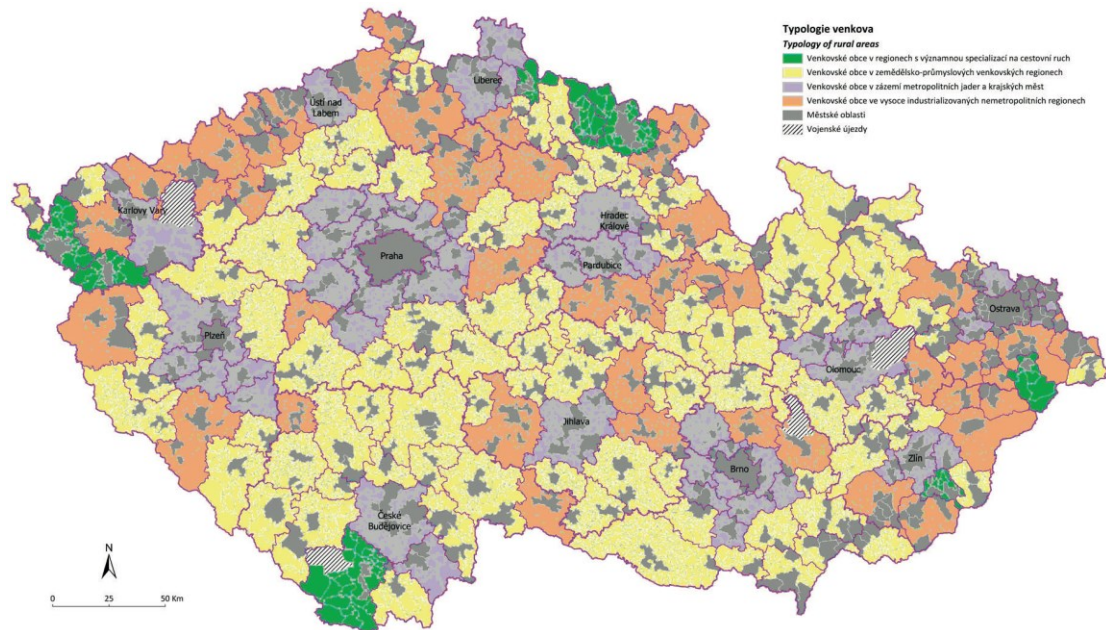 Typologie venkova
Typology of rural areas
Venkovské obce v regionech s významnou specializací na cestovní ruch
Venkovské obce v zemědělsko-průmyslových venkovských regionech
Venkovské obce v zázemí metropolitních jader a krajských měst
Venkovské obce ve vysoce industrializovaných nemetropolitních regionech
Městské oblasti
Vojenské újezdy
Liberec
Ústí nad
Labem
Karlovy Vary
Hradec
Králové
Praha
Pardubice
Ostrava
Plzeň
Olomouc
Jihlava
Zlín
Brno
České
Budějovice
N
0 25 50 Km